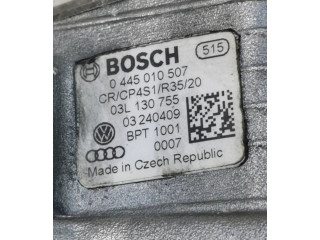 BOSCH 515
0 445 010 507
CR/CP4S1/R35/20
03L 130 755
03 240409
BPT 1001
0007
Made in Czech Republic